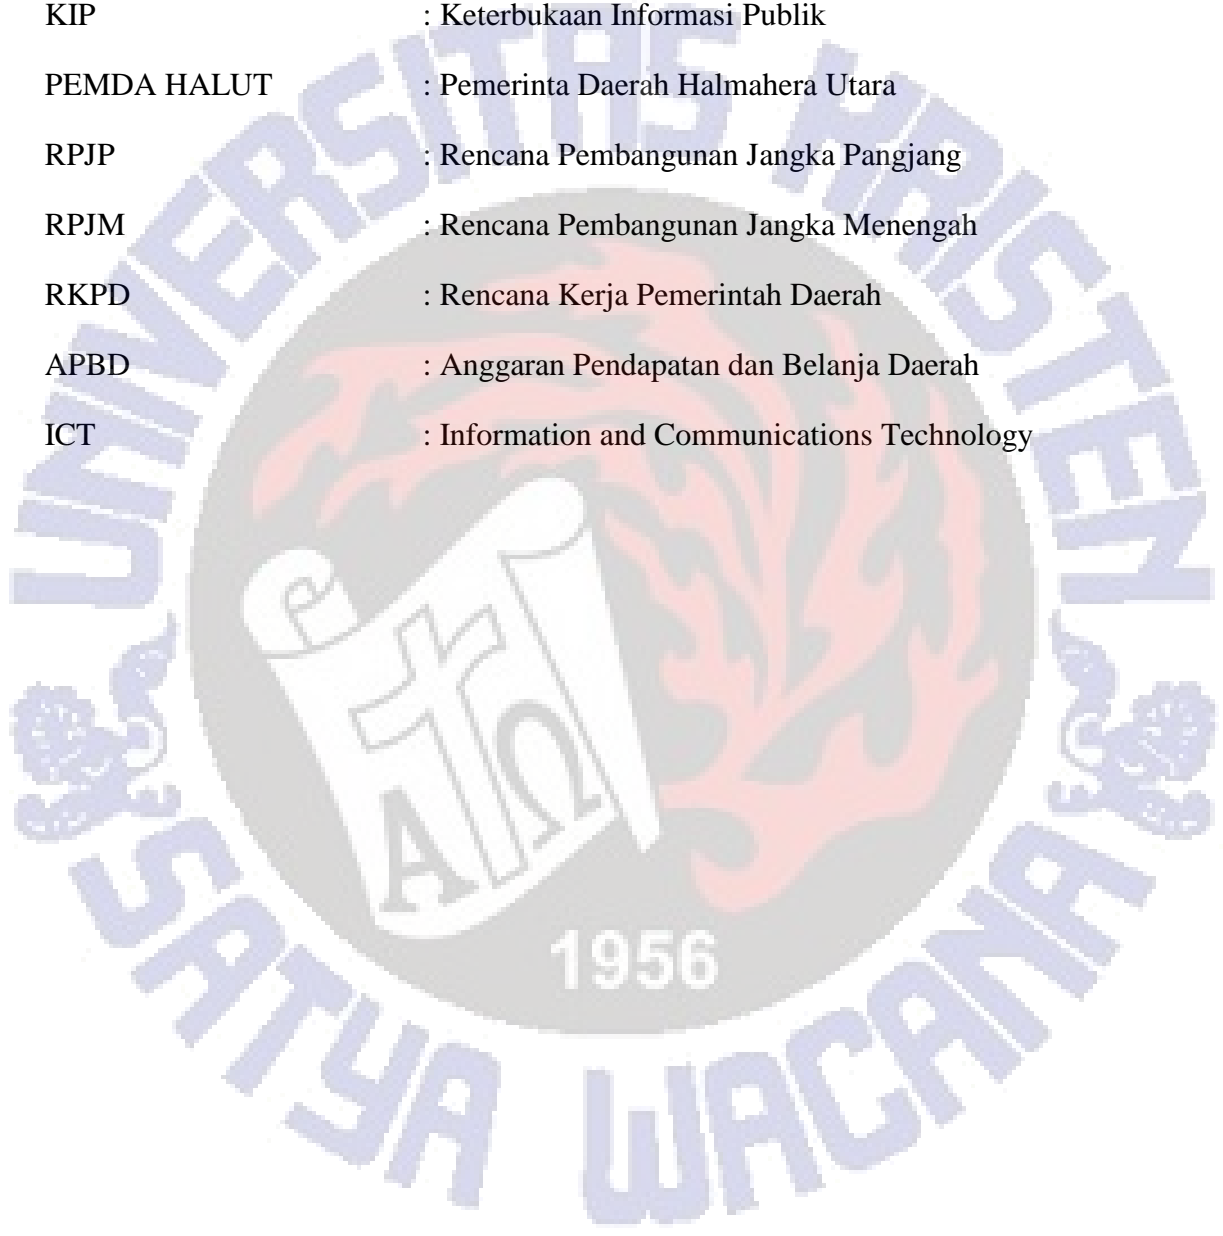 KIP : Keterbukaan Informasi Publik
PEMDA HALUT : Pemerinta Daerah Halmahera Utara
RPJP : Rencana Pembangunan Jangka Pangjang
RPJM : Rencana Pembangunan Jangka Menengah
RKPD : Rencana Kerja Pemerintah Daerah
APBD : Anggaran Pendapatan dan Belanja Daerah
ICT : Information and Communications Technology
UNIVERSITAS KRISTEN
A Ω
1956
SATYA WACANA